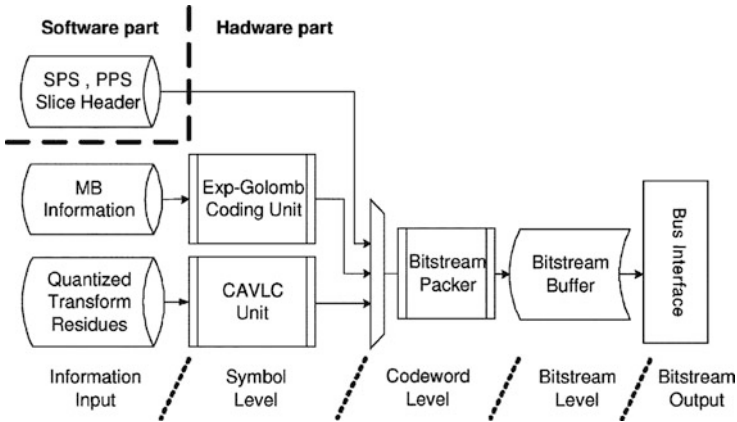 Software part
Hadware part
SPS , PPS
Slice Header
MB
Information
Exp-Golomb
Coding Unit
Quantized
Transform
Residues
CAVLC
Unit
Bitstream
Packer
Bitstream
Buffer
Bus Interface
Information
Input
Symbol
Level
Codeword
Level
Bitstream
Level
Bitstream
Output